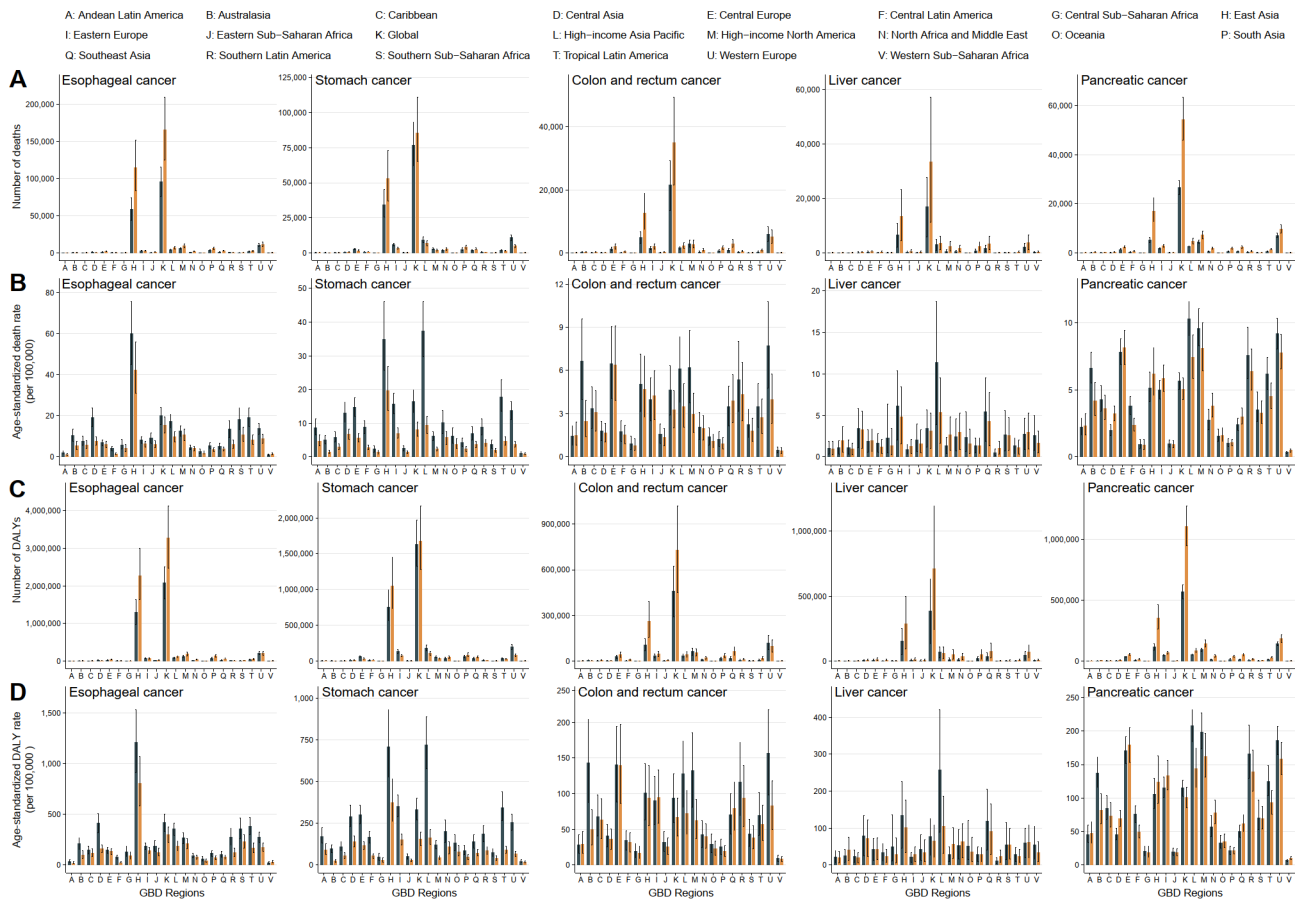 A: Andean Latin America B: Australasia C: Caribbean D: Central Asia E: Central Europe F: Central Latin America G: Central Sub−Saharan Africa H: East Asia
I: Eastern Europe J: Eastern Sub−Saharan Africa K: Global L: High−income Asia Pacific M: High−income North America N: North Africa and Middle East O: Oceania P: South Asia
Q: Southeast Asia R: Southern Latin America S: Southern Sub−Saharan Africa T: Tropical Latin America U: Western Europe V: Western Sub−Saharan Africa
A
Number of deaths
Esophageal cancer
200,000
150,000
100,000
50,000
0
A B C D E F G H I J K L M N O P Q R S T U V
Stomach cancer
125,000
100,000
75,000
50,000
25,000
0
A B C D E F G H I J K L M N O P Q R S T U V
Colon and rectum cancer
40,000
20,000
0
A B C D E F G H I J K L M N O P Q R S T U V
Liver cancer
60,000
40,000
20,000
0
A B C D E F G H I J K L M N O P Q R S T U V
Pancreatic cancer
60,000
40,000
20,000
0
A B C D E F G H I J K L M N O P Q R S T U V
B
Age−standardized death rate
(per 100,000)
Esophageal cancer
80
60
40
20
0
A B C D E F G H I J K L M N O P Q R S T U V
Stomach cancer
50
40
30
20
10
0
A B C D E F G H I J K L M N O P Q R S T U V
Colon and rectum cancer
12
9
6
3
0
A B C D E F G H I J K L M N O P Q R S T U V
Liver cancer
20
15
10
5
0
A B C D E F G H I J K L M N O P Q R S T U V
Pancreatic cancer
10
5
0
A B C D E F G H I J K L M N O P Q R S T U V
C
Number of DALYs
Esophageal cancer
4,000,000
3,000,000
2,000,000
1,000,000
0
A B C D E F G H I J K L M N O P Q R S T U V
Stomach cancer
2,000,000
1,500,000
1,000,000
500,000
0
A B C D E F G H I J K L M N O P Q R S T U V
Colon and rectum cancer
900,000
600,000
300,000
0
A B C D E F G H I J K L M N O P Q R S T U V
Liver cancer
1,000,000
500,000
0
A B C D E F G H I J K L M N O P Q R S T U V
Pancreatic cancer
1,000,000
500,000
0
A B C D E F G H I J K L M N O P Q R S T U V
D
Age−standardized DALY rate
(per 100,000 )
Esophageal cancer
1,500
1,000
500
0
A B C D E F G H I J K L M N O P Q R S T U V
GBD Regions
Stomach cancer
1,000
750
500
250
0
A B C D E F G H I J K L M N O P Q R S T U V
GBD Regions
Colon and rectum cancer
250
200
150
100
50
0
A B C D E F G H I J K L M N O P Q R S T U V
GBD Regions
Liver cancer
400
300
200
100
0
A B C D E F G H I J K L M N O P Q R S T U V
GBD Regions
Pancreatic cancer
250
200
150
100
50
0
A B C D E F G H I J K L M N O P Q R S T U V
GBD Regions